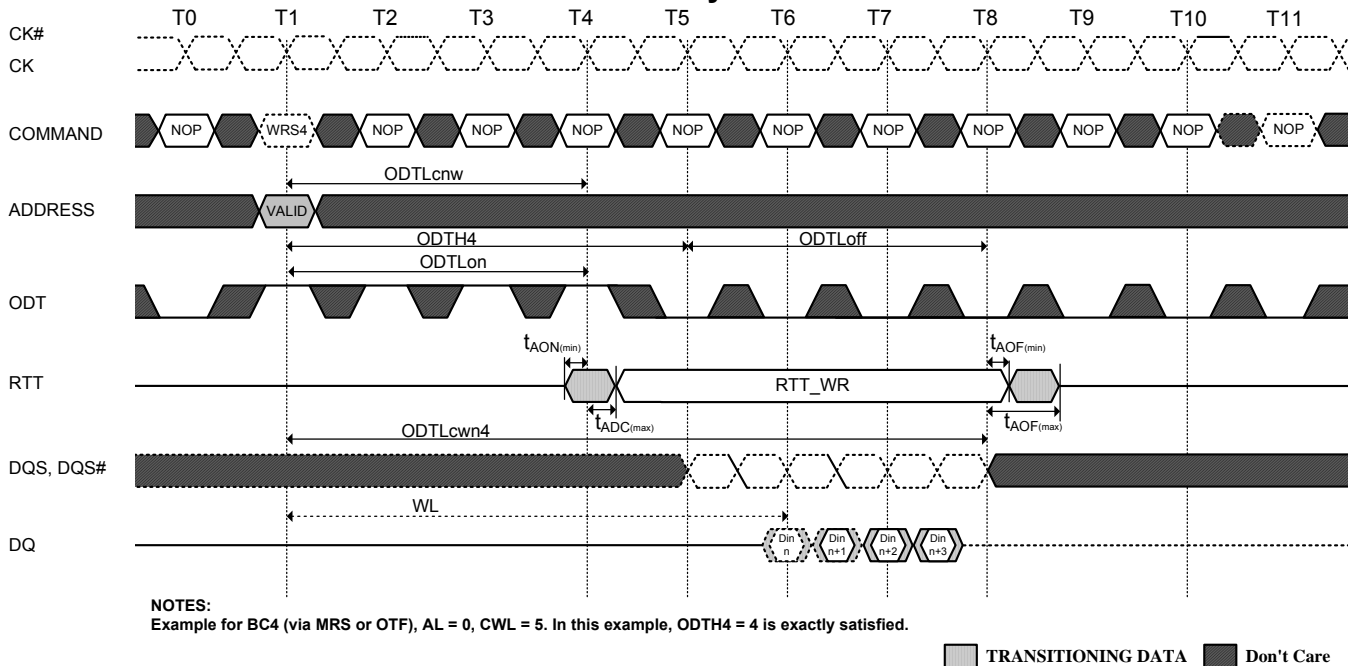 T0 T1 T2 T3 T4 T5 T6 T7 T8 T9 T10 T11
CK#
CK
COMMAND NOP WRS4 NOP NOP NOP NOP NOP NOP NOP NOP NOP NOP
ODTLcnw
ADDRESS VALID
ODTH4 ODTLoff
ODTLon
ODT
tAON(min) tAOF(min)
RTT RTT_WR
tADC(max) tAOF(max)
ODTLcwn4
DQS, DQS#
WL
DQ Din n Din n+1 Din n+2 Din n+3
NOTES:
Example for BC4 (via MRS or OTF), AL = 0, CWL = 5. In this example, ODTH4 = 4 is exactly satisfied.
TRANSITIONING DATA Don't Care